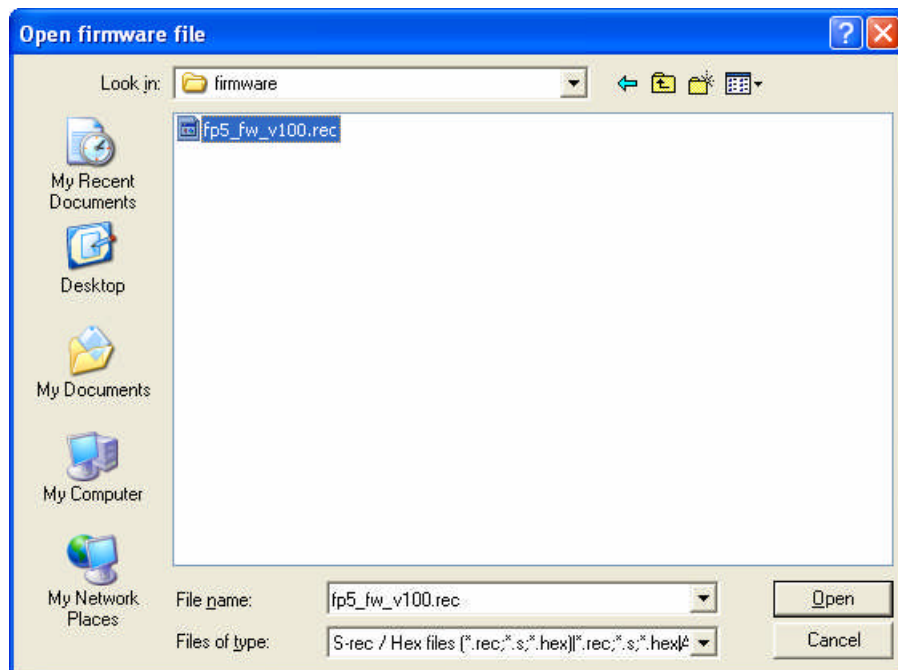 Open firmware file
Look in:
firmware
fp5_fw_v100.rec
My Recent
Documents
Desktop
My Documents
My Computer
My Network
Places
File name:
fp5_fw_v100.rec
Open
Files of type:
S-rec / Hex files (*.rec;*.s;*.hex)|*.rec;*.s;*.hex|A
Cancel